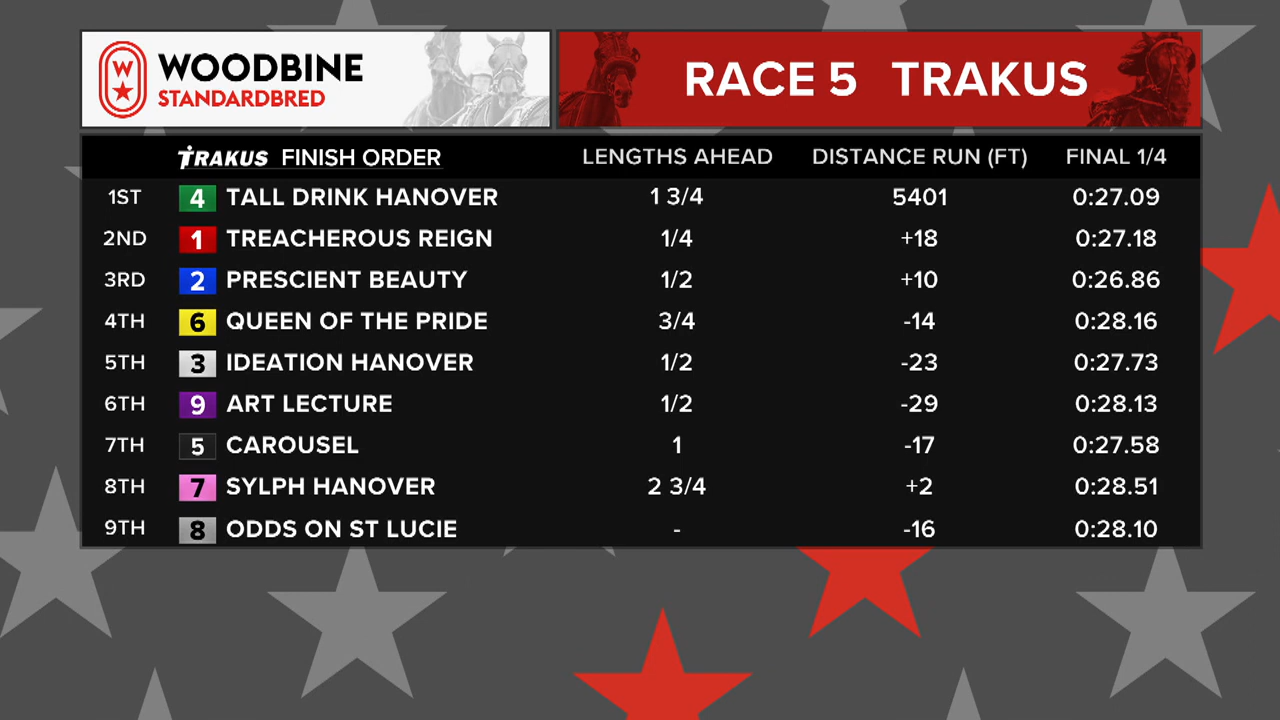 W
WOODBINE
STANDARDBRED
RACE 5 TRAKUS
TRAKUS FINISH ORDER LENGTHS AHEAD DISTANCE RUN (FT) FINAL 1/4
1ST 4 TALL DRINK HANOVER 1 3/4 5401 0:27.09
2ND 1 TREACHEROUS REIGN 1/4 +18 0:27.18
3RD 2 PRESCIENT BEAUTY 1/2 +10 0:26.86
4TH 6 QUEEN OF THE PRIDE 3/4 -14 0:28.16
5TH 3 IDEATION HANOVER 1/2 -23 0:27.73
6TH 9 ART LECTURE 1/2 -29 0:28.13
7TH 5 CAROUSEL 1 -17 0:27.58
8TH 7 SYLPH HANOVER 2 3/4 +2 0:28.51
9TH 8 ODDS ON ST LUCIE - -16 0:28.10